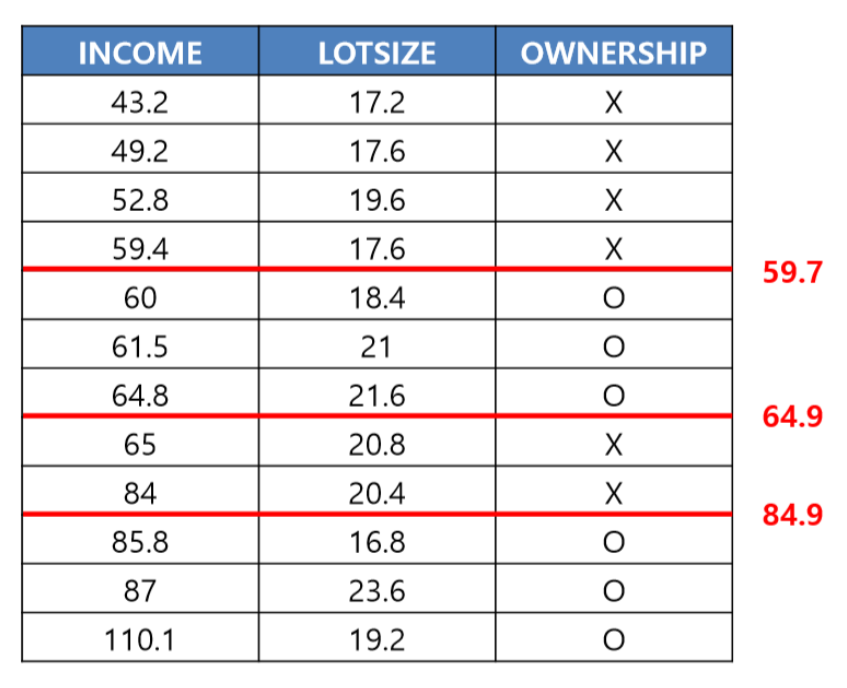 INCOME LOTSIZE OWNERSHIP
43.2 17.2 X
49.2 17.6 X
52.8 19.6 X
59.4 17.6 X
59.7
60 18.4 O
61.5 21 O
64.8 21.6 O
64.9
65 20.8 X
84 20.4 X
84.9
85.8 16.8 O
87 23.6 O
110.1 19.2 O